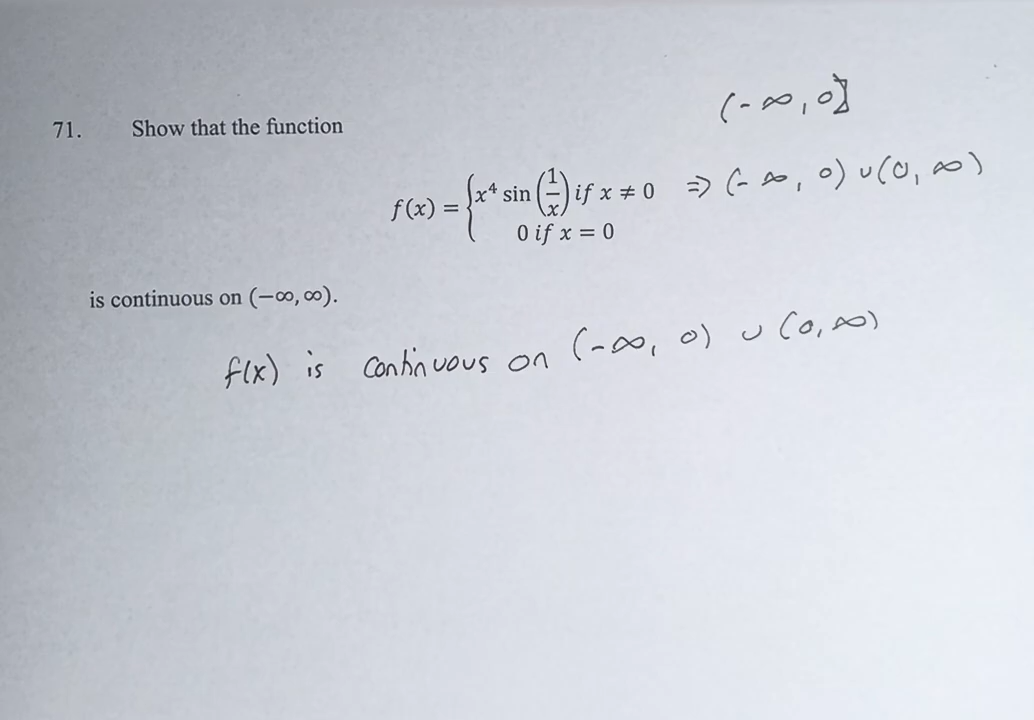 (-∞, 0]
71. Show that the function
f(x) = {x⁴ sin (1/x) if x ≠ 0 ⇒ (-∞, 0) ∪ (0, ∞)
0 if x = 0
is continuous on (−∞, ∞).
f(x) is continuous on (-∞, 0) ∪ (0, ∞)